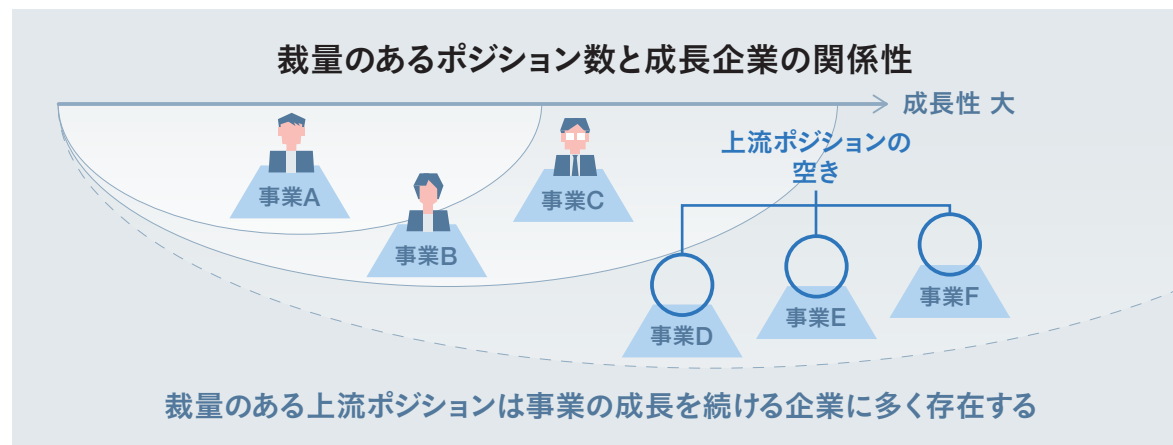 裁量のあるポジション数と成長企業の関係性
成長性 大
上流ポジションの
空き
事業A
事業C
事業B
事業F
事業E
事業D
裁量のある上流ポジションは事業の成長を続ける企業に多く存在する